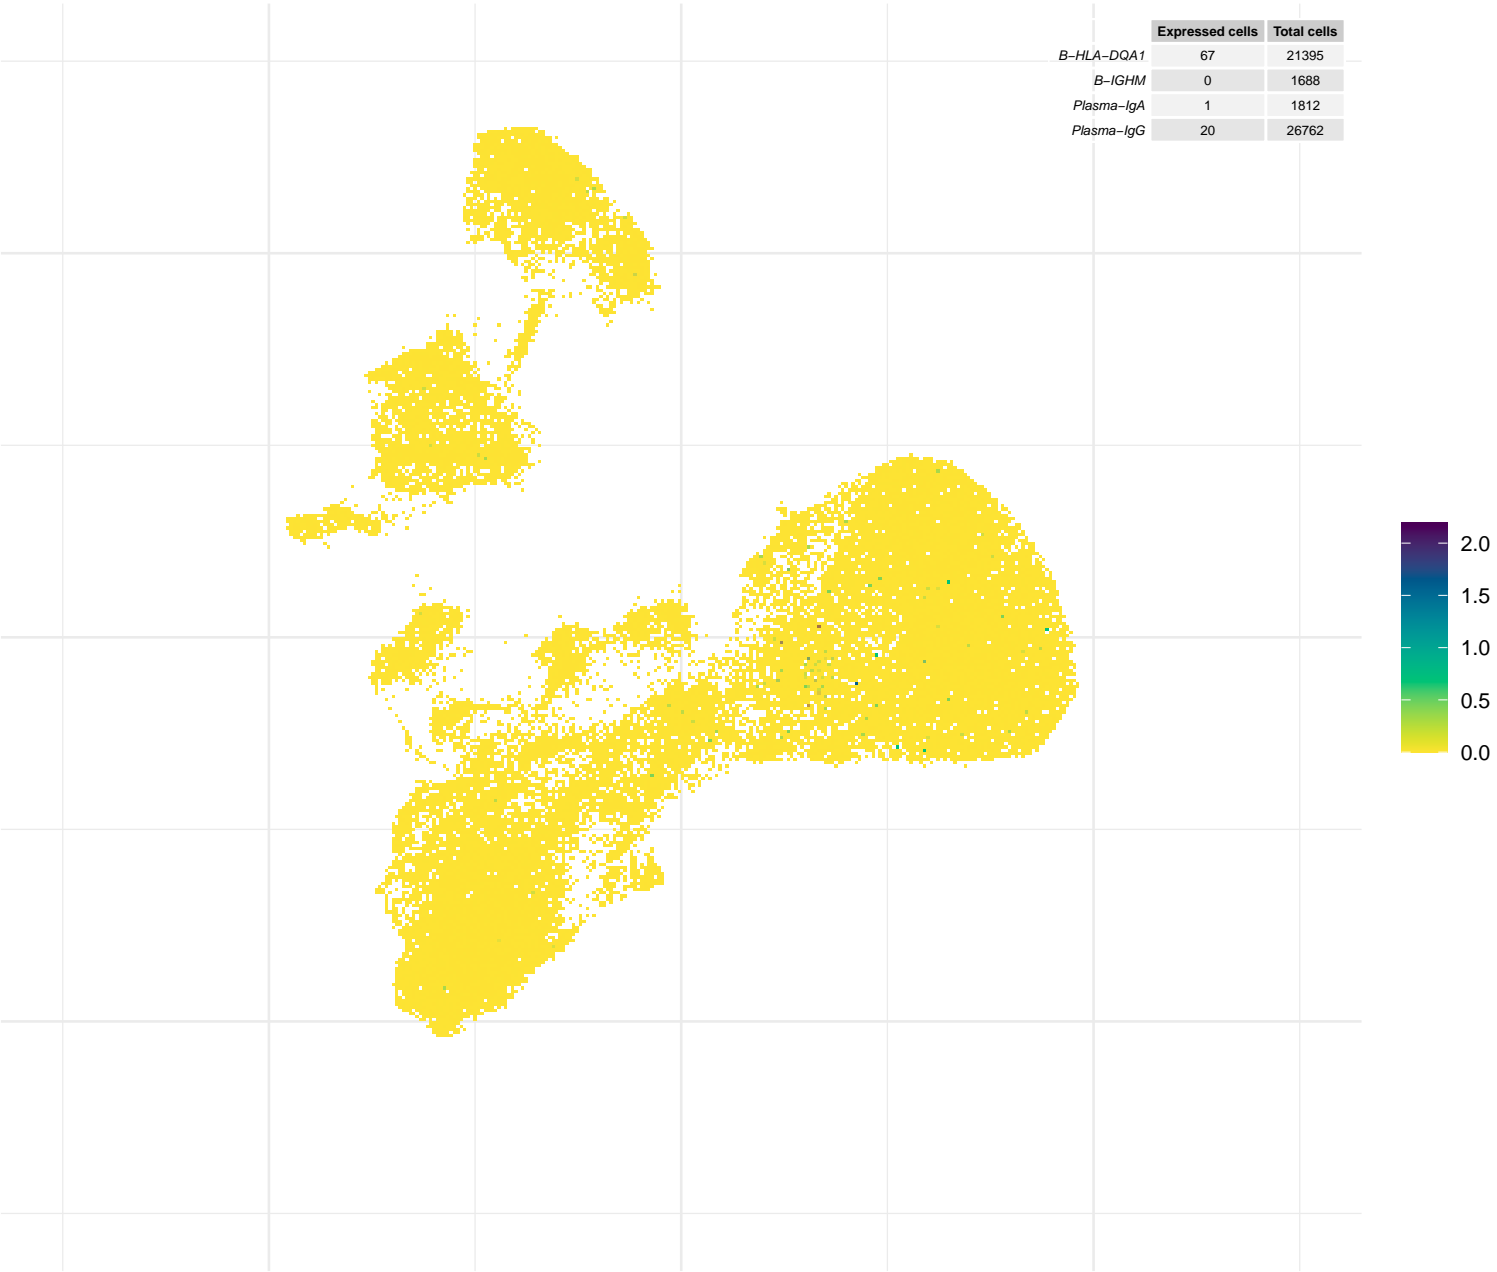 Expressed cells Total cells
B−HLA−DQA1 67 21395
B−IGHM 0 1688
Plasma−IgA 1 1812
Plasma−IgG 20 26762
2.0
1.5
1.0
0.5
0.0